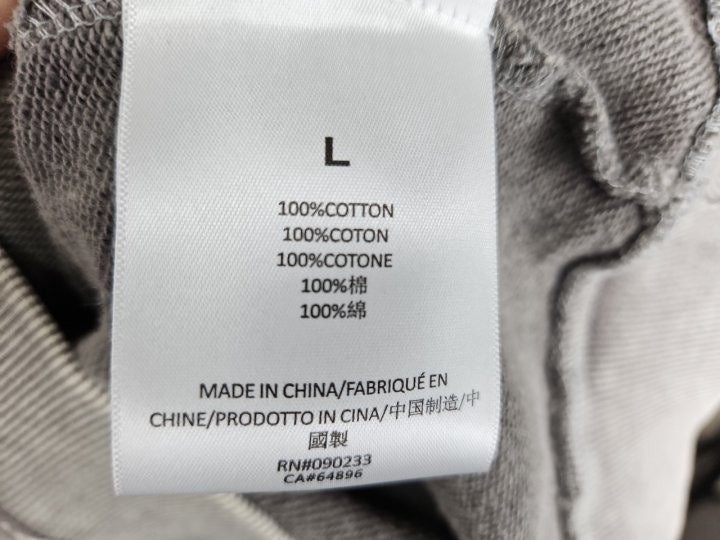 L
100%COTTON
100%COTON
100%COTONE
100%棉
100%綿
MADE IN CHINA/FABRIQUÉ EN
CHINE/PRODOTTO IN CINA/中国制造/中
國製
RN#090233
CA#64896